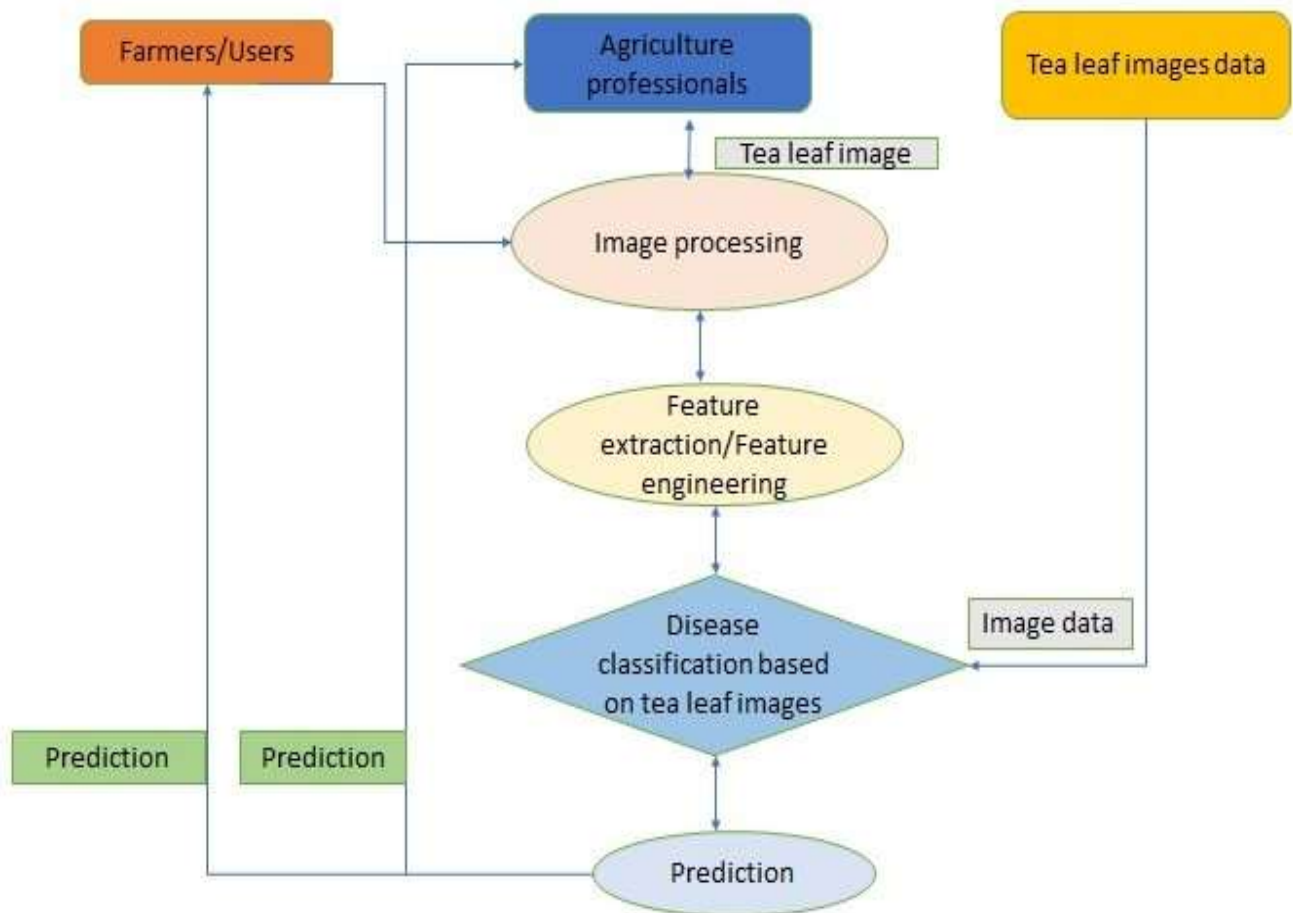 Farmers/Users
Agriculture
professionals
Tea leaf images data
Tea leaf image
Image processing
Feature
extraction/Feature
engineering
Disease
classification based
on tea leaf images
Image data
Prediction
Prediction
Prediction